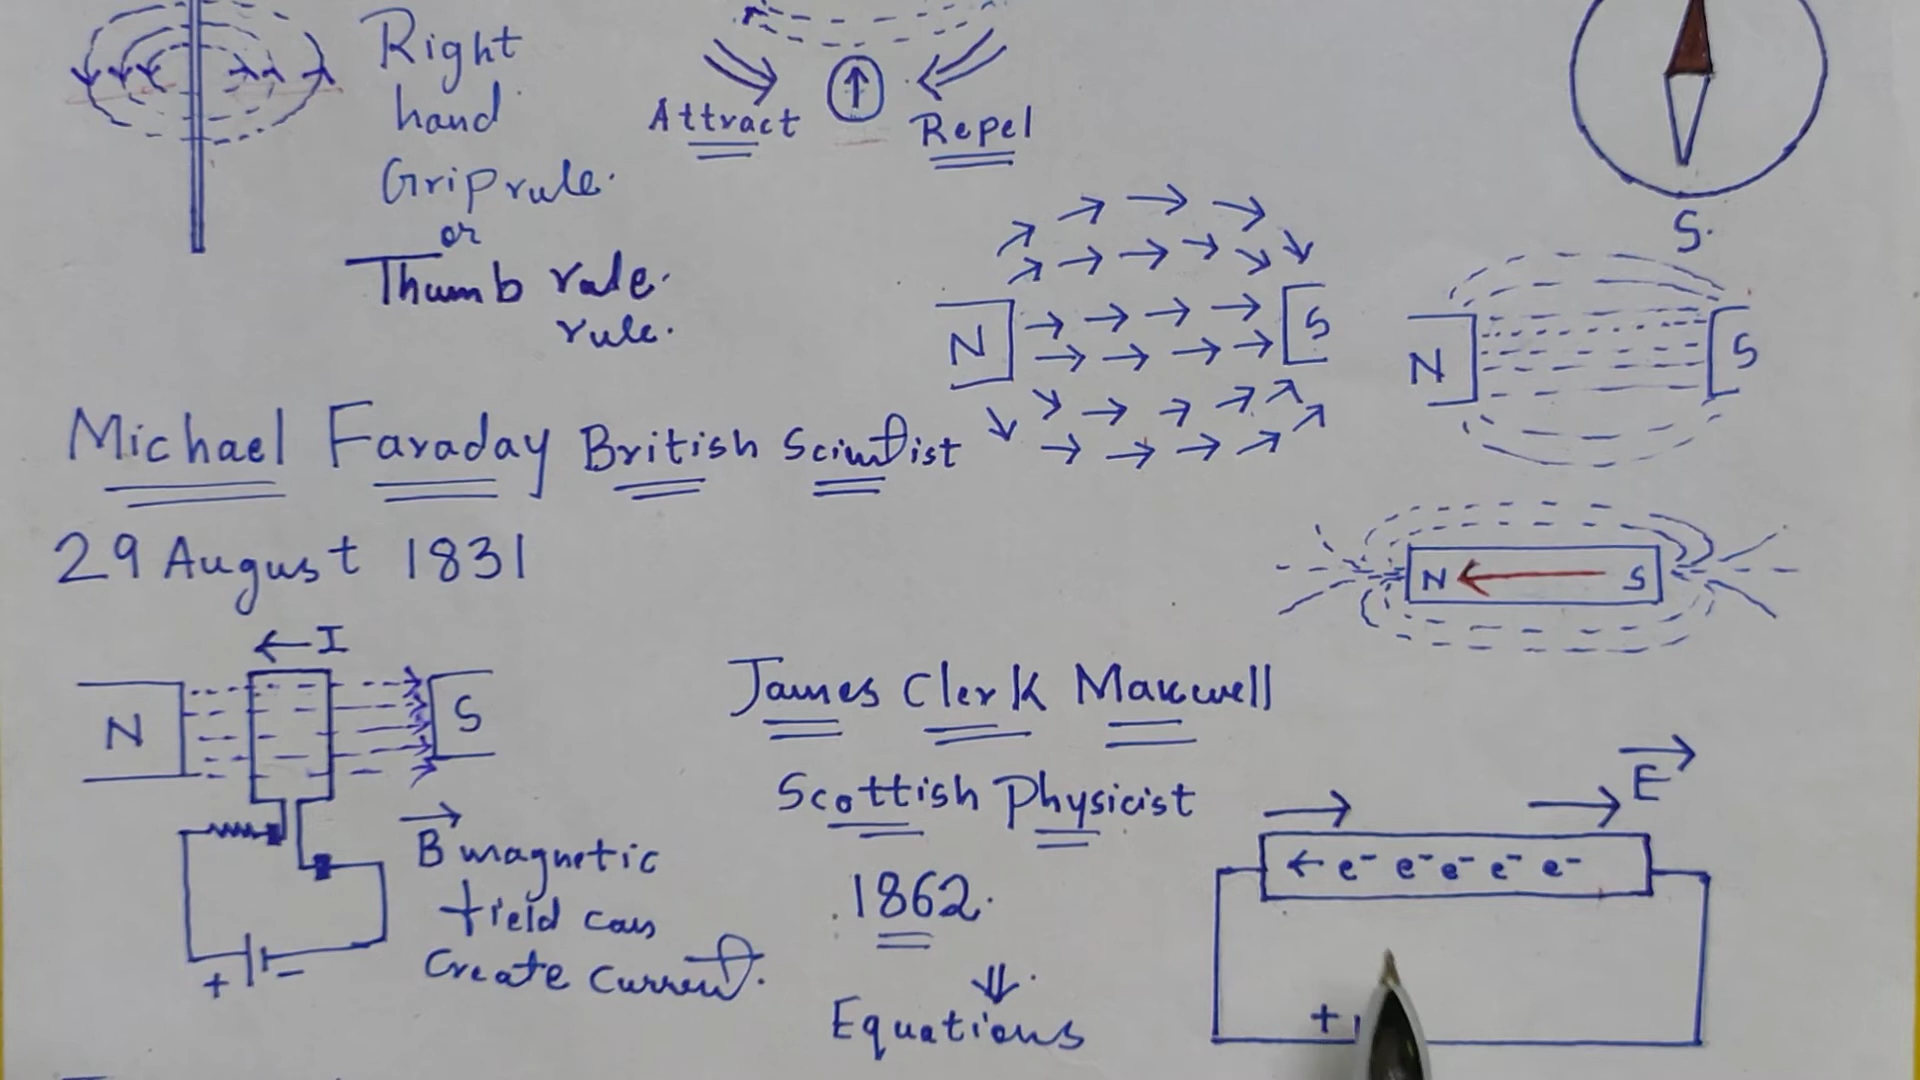 Right
hand
Grip rule.
or
Thumb rule.
rule.
Attract
↑
Repel
S.
N
S
N
S
Michael Faraday British Scientist
29 August 1831
N
S
← I
N
S
James Clerk Maxwell
Scottish Physicist
1862.
⇓
Equations
B magnetic
field can
Create Current.
+ -
E
← e- e- e- e- e-
+